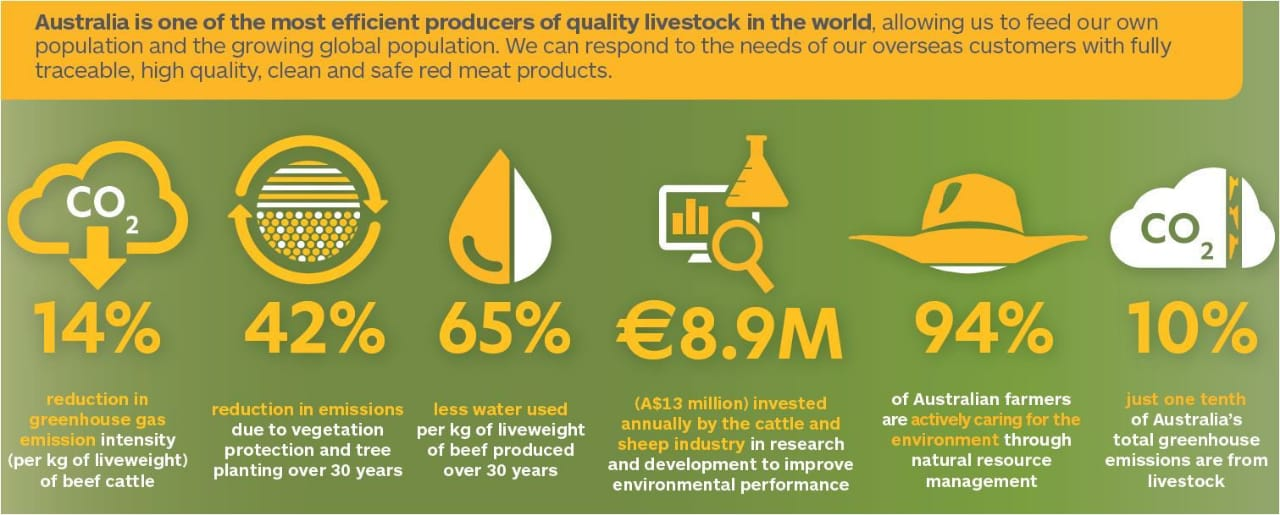 Australia is one of the most efficient producers of quality livestock in the world, allowing us to feed our own
population and the growing global population. We can respond to the needs of our overseas customers with fully
traceable, high quality, clean and safe red meat products.
CO2
14%
reduction in
greenhouse gas
emission intensity
(per kg of liveweight)
of beef cattle
42%
reduction in emissions
due to vegetation
protection and tree
planting over 30 years
65%
less water used
per kg of liveweight
of beef produced
over 30 years
€8.9M
(A$13 million) invested
annually by the cattle and
sheep industry in research
and development to improve
environmental performance
94%
of Australian farmers
are actively caring for the
environment through
natural resource
management
CO2
10%
just one tenth
of Australia's
total greenhouse
emissions are from
livestock